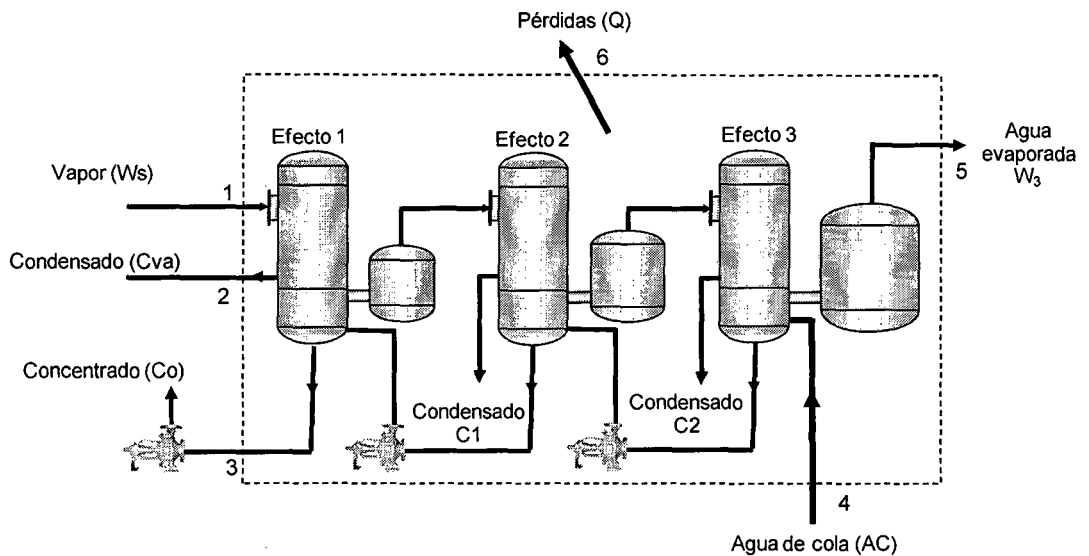 Pérdidas (Q)
6
Efecto 1
Efecto 2
Efecto 3
Agua
evaporada
W3
5
Vapor (Ws)
1
Condensado (Cva)
2
Concentrado (Co)
3
Condensado
C1
Condensado
C2
4
Agua de cola (AC)